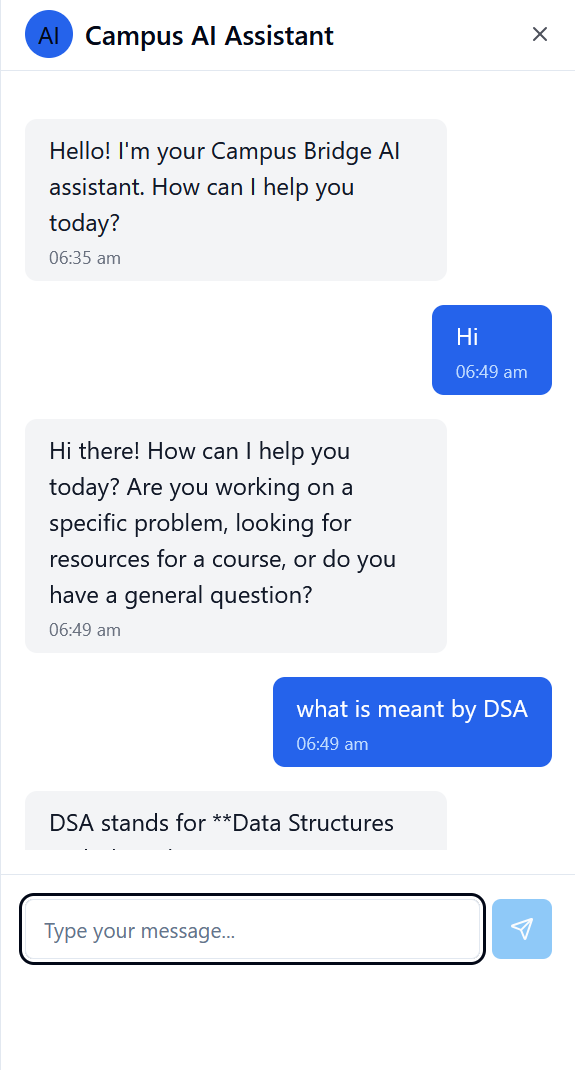 AI Campus AI Assistant
Hello! I'm your Campus Bridge AI
assistant. How can I help you
today?
06:35 am
Hi
06:49 am
Hi there! How can I help you
today? Are you working on a
specific problem, looking for
resources for a course, or do you
have a general question?
06:49 am
what is meant by DSA
06:49 am
DSA stands for **Data Structures
Type your message...